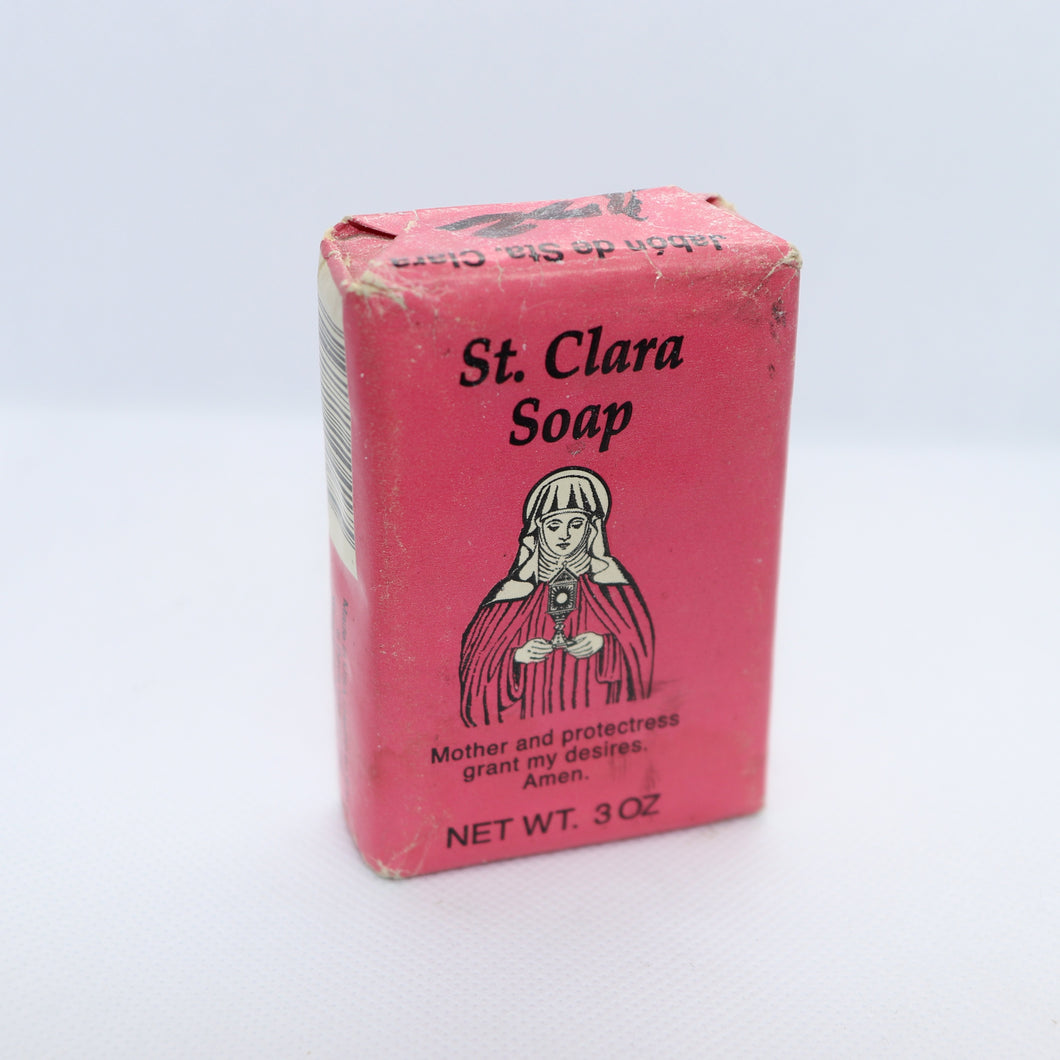 Jabón de Sta. Clara
St. Clara
Soap
Mother and protectress
grant my desires.
Amen.
NET WT. 3 OZ